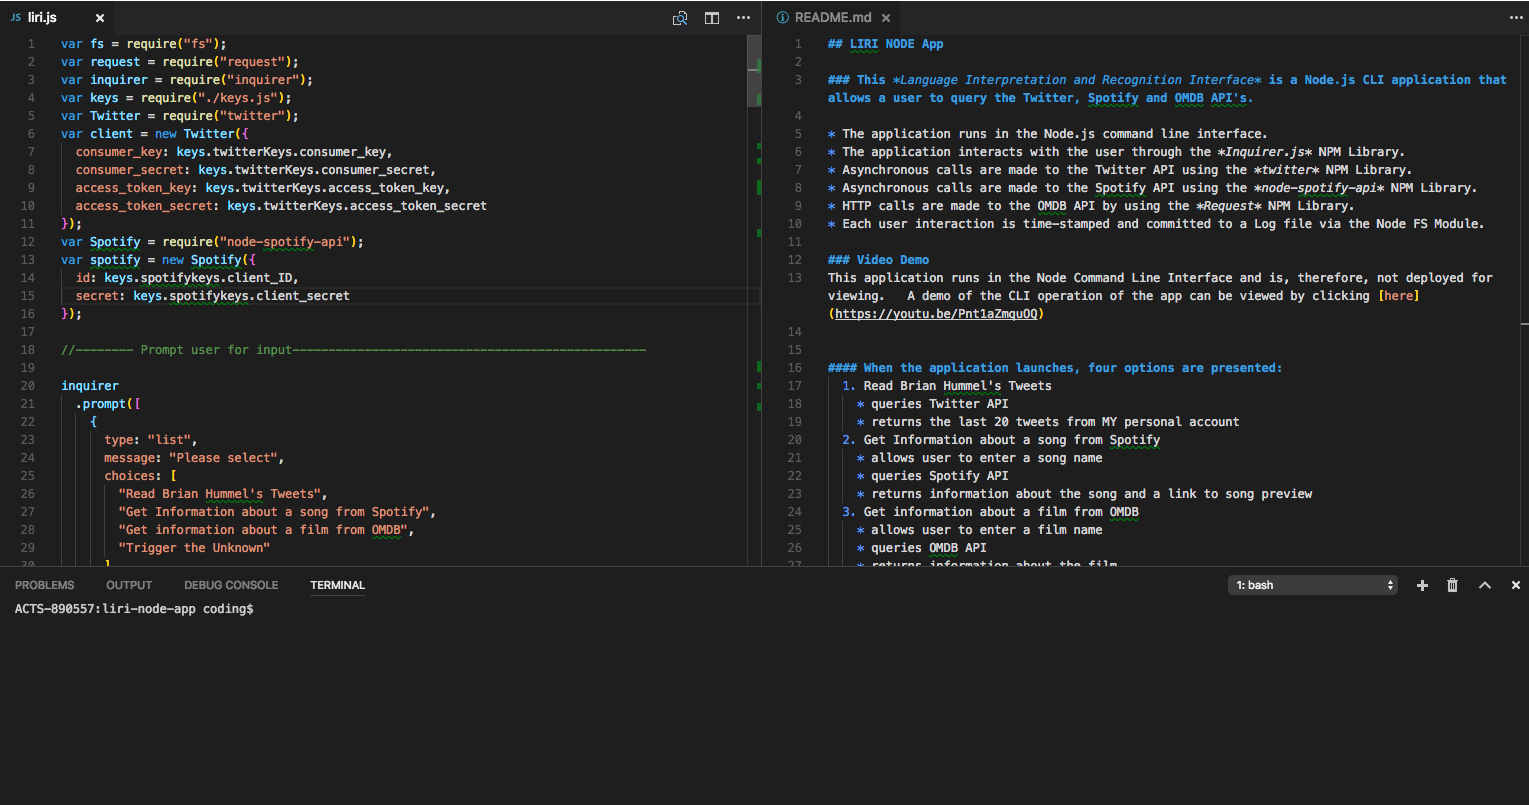 JS liri.js
1 var fs = require("fs");
2 var request = require("request");
3 var inquirer = require("inquirer");
4 var keys = require("./keys.js");
5 var Twitter = require("twitter");
6 var client = new Twitter({
7 consumer_key: keys.twitterKeys.consumer_key,
8 consumer_secret: keys.twitterKeys.consumer_secret,
9 access_token_key: keys.twitterKeys.access_token_key,
10 access_token_secret: keys.twitterKeys.access_token_secret
11 });
12 var Spotify = require("node-spotify-api");
13 var spotify = new Spotify({
14 id: keys.spotifykeys.client_ID,
15 secret: keys.spotifykeys.client_secret
16 });
17
18 //-------- Prompt user for input-------------------------------------------------
19
20 inquirer
21 .prompt([
22 {
23 type: "list",
24 message: "Please select",
25 choices: [
26 "Read Brian Hummel's Tweets",
27 "Get Information about a song from Spotify",
28 "Get information about a film from OMDB",
29 "Trigger the Unknown"
30 ]
README.md
1 ## LIRI NODE App
2
3 ### This *Language Interpretation and Recognition Interface* is a Node.js CLI application that
allows a user to query the Twitter, Spotify and OMDB API's.
4
5 * The application runs in the Node.js command line interface.
6 * The application interacts with the user through the *Inquirer.js* NPM Library.
7 * Asynchronous calls are made to the Twitter API using the *twitter* NPM Library.
8 * Asynchronous calls are made to the Spotify API using the *node-spotify-api* NPM Library.
9 * HTTP calls are made to the OMDB API by using the *Request* NPM Library.
10 * Each user interaction is time-stamped and committed to a Log file via the Node FS Module.
11
12 ### Video Demo
13 This application runs in the Node Command Line Interface and is, therefore, not deployed for
viewing. A demo of the CLI operation of the app can be viewed by clicking [here]
(https://youtu.be/Pnt1aZmquOQ)
14
15
16 #### When the application launches, four options are presented:
17 1. Read Brian Hummel's Tweets
18 * queries Twitter API
19 * returns the last 20 tweets from MY personal account
20 2. Get Information about a song from Spotify
21 * allows user to enter a song name
22 * queries Spotify API
23 * returns information about the song and a link to song preview
24 3. Get information about a film from OMDB
25 * allows user to enter a film name
26 * queries OMDB API
27 * returns information about the film
PROBLEMS OUTPUT DEBUG CONSOLE TERMINAL 1: bash
ACTS-890557:liri-node-app coding$